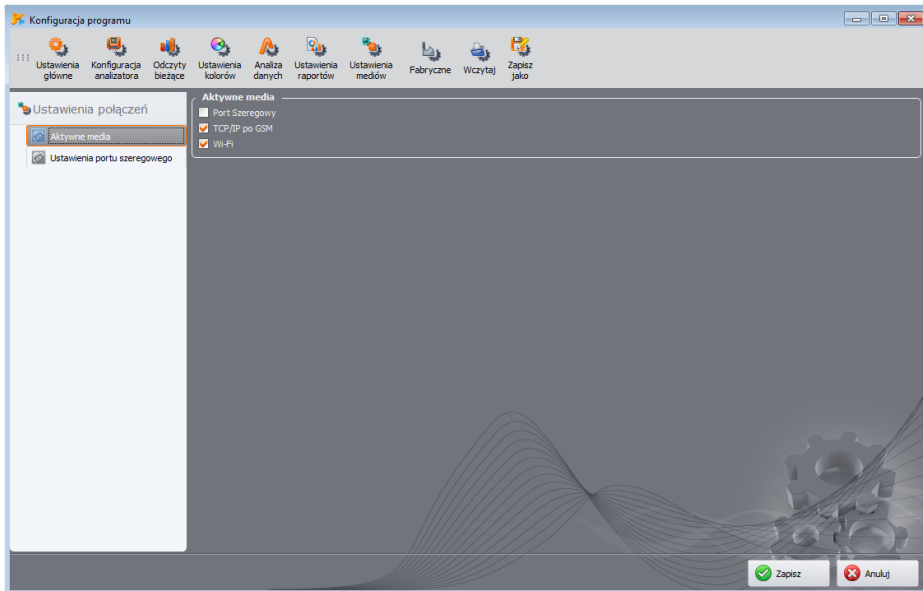 Konfiguracja programu
Ustawienia główne
Konfiguracja analizatora
Odczyty bieżące
Ustawienia kolorów
Analiza danych
Ustawienia raportów
Ustawienia mediów
Fabryczne
Wczytaj
Zapisz jako
Ustawienia połączeń
Aktywne media
Ustawienia portu szeregowego
Aktywne media
Port Szeregowy
TCP/IP po GSM
Wi-Fi
Zapisz
Anuluj